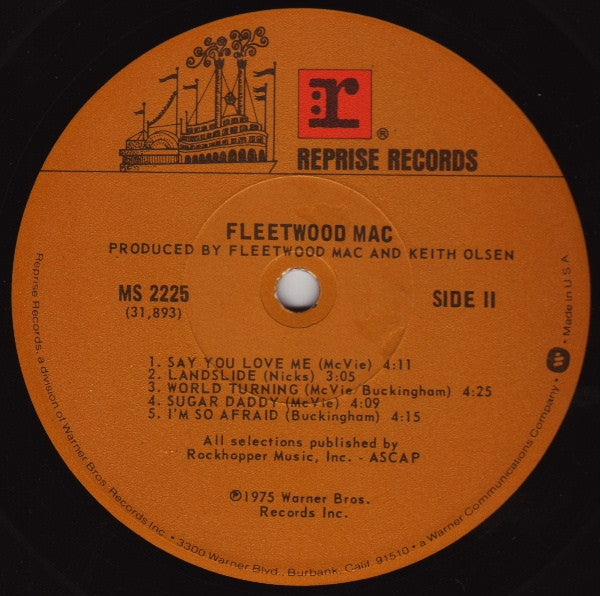 r
®
REPRISE RECORDS
FLEETWOOD MAC
PRODUCED BY FLEETWOOD MAC AND KEITH OLSEN
MS 2225
(31,893)
SIDE II
1. SAY YOU LOVE ME (McVie) 4:11
2. LANDSLIDE (Nicks) 3:05
3. WORLD TURNING (McVie/Buckingham) 4:25
4. SUGAR DADDY (McVie) 4:09
5. I'M SO AFRAID (Buckingham) 4:15
All selections published by
Rockhopper Music, Inc. - ASCAP
℗1975 Warner Bros.
Records Inc.
Reprise Records, a division of Warner Bros. Records Inc. • 3300 Warner Blvd., Burbank, Calif. 91510 • a Warner Communications Company • Made in U.S.A.